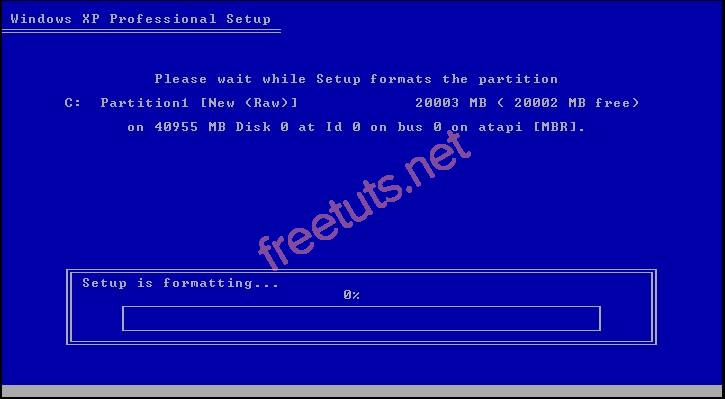 Windows XP Professional Setup
Please wait while Setup formats the partition
C: Partition1 [New (Raw)] 20003 MB ( 20002 MB free)
on 40955 MB Disk 0 at Id 0 on bus 0 on atapi [MBR].
freetuts.net
Setup is formatting...
0%